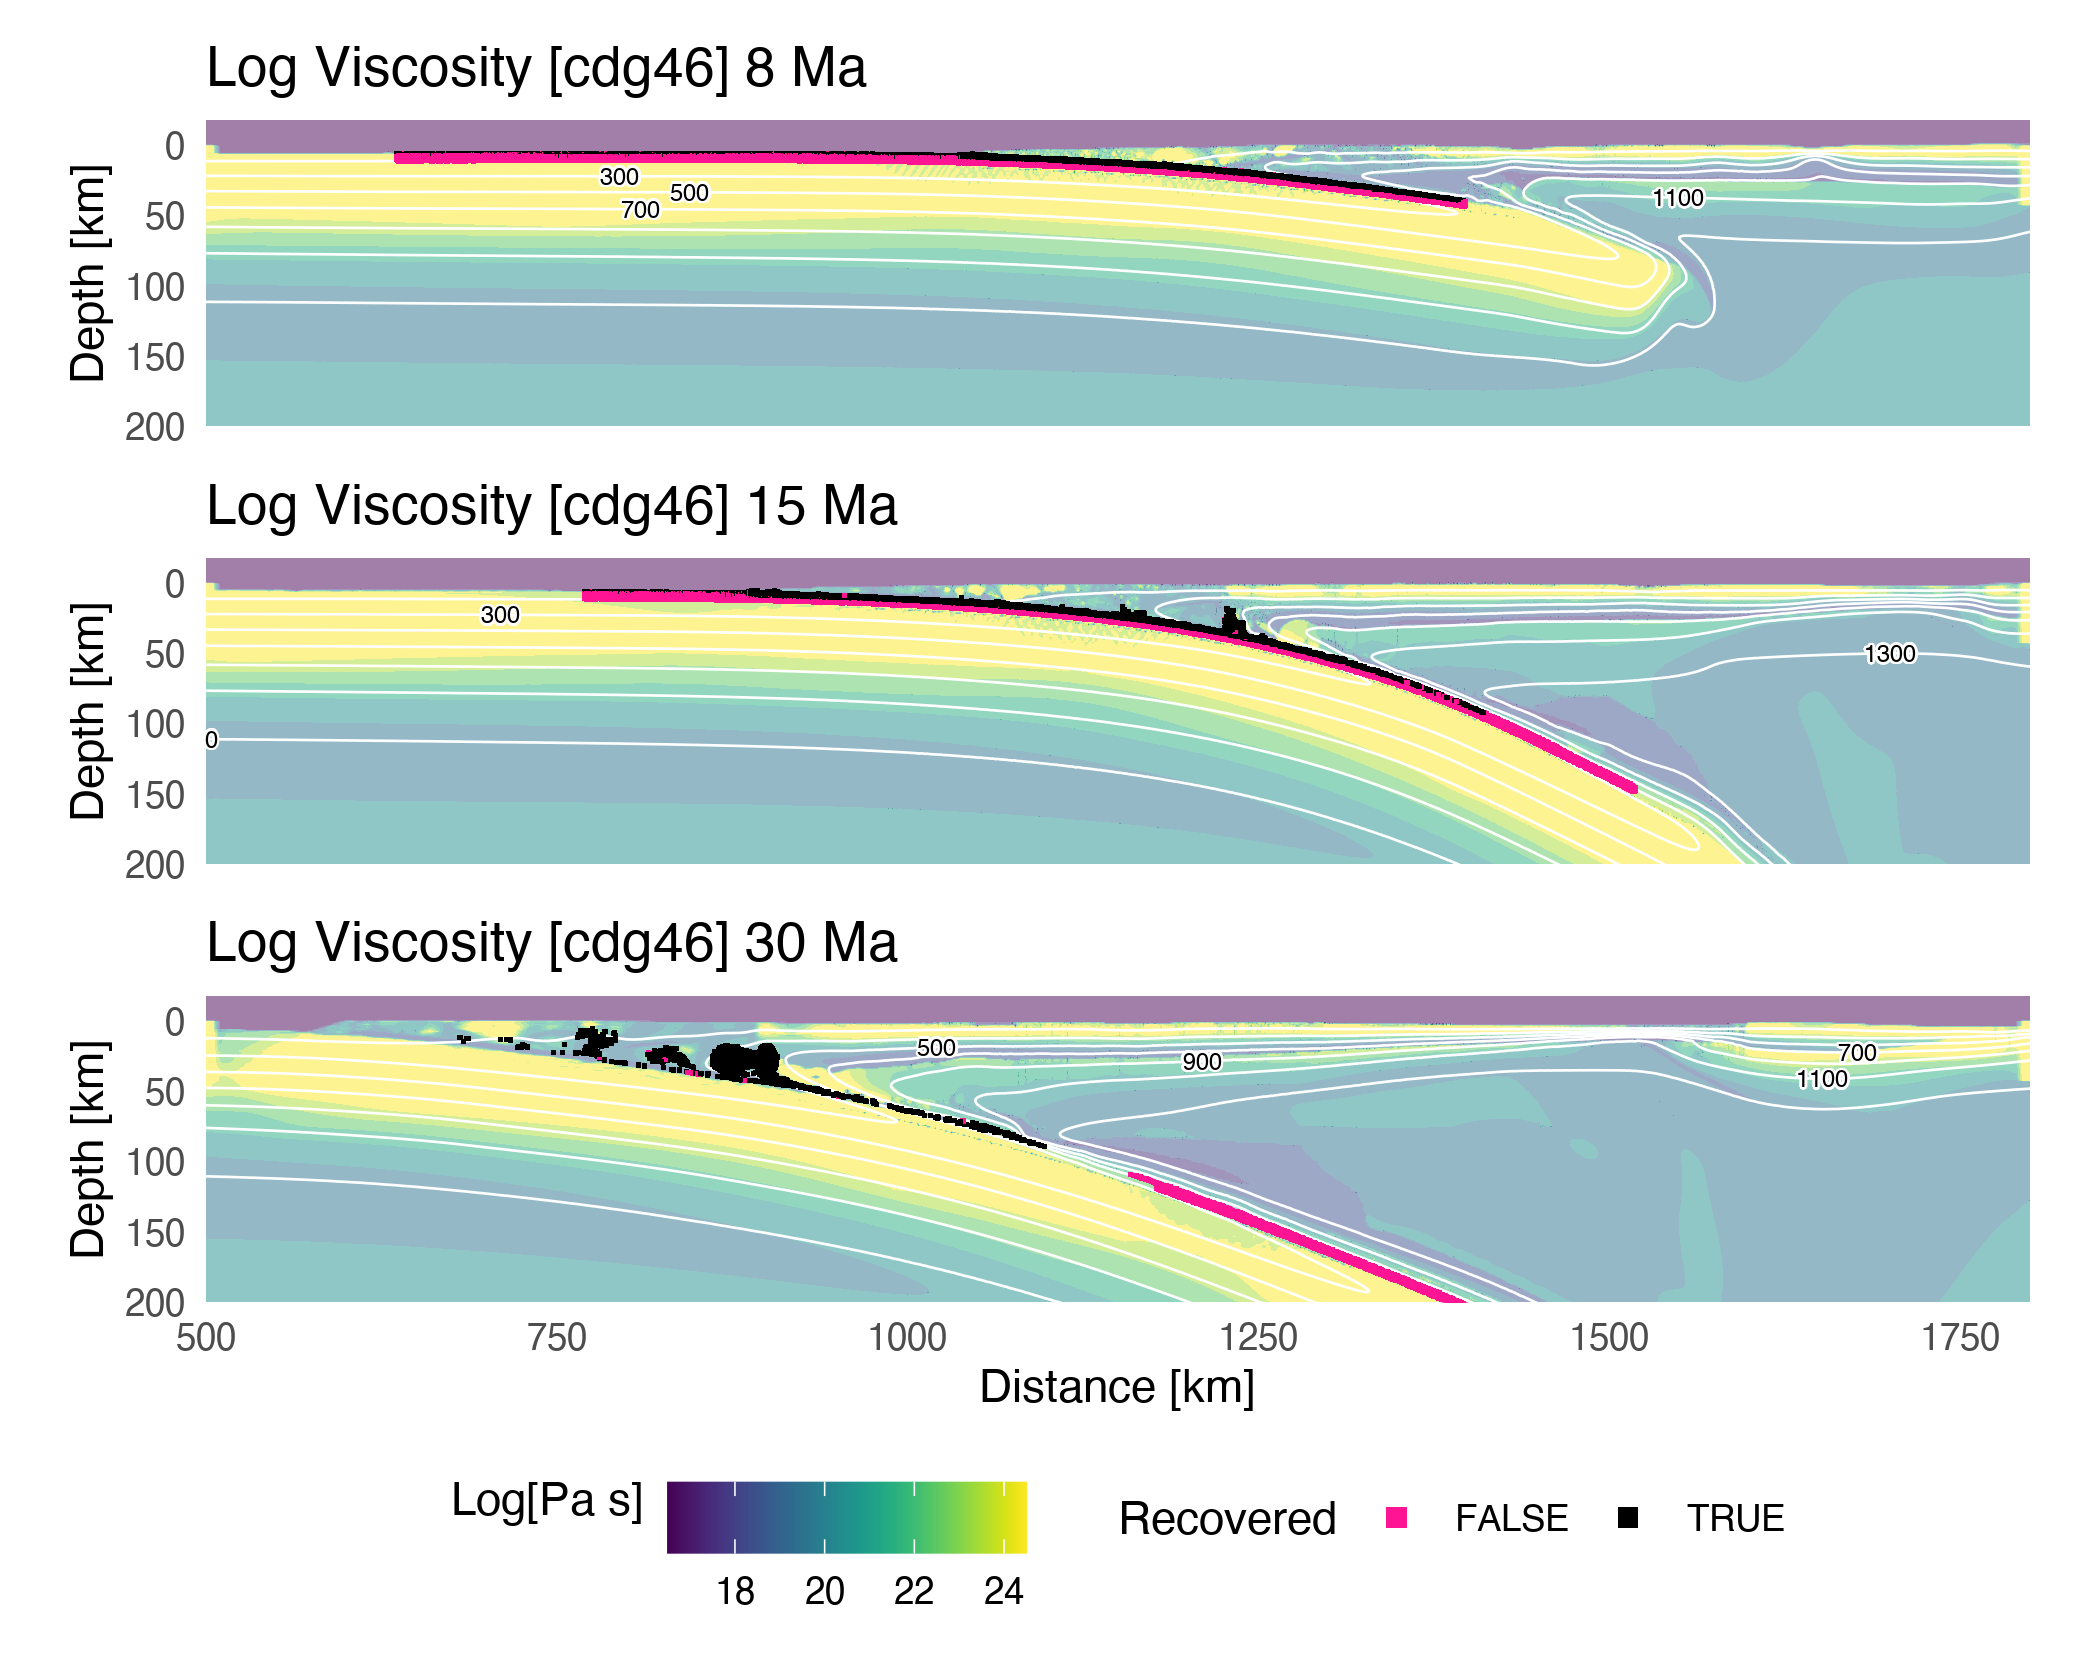 Log Viscosity [cdg46] 8 Ma
0
50
100
150
200
Depth [km]
300
500
700
1100
Log Viscosity [cdg46] 15 Ma
0
50
100
150
200
Depth [km]
300
0
1300
Log Viscosity [cdg46] 30 Ma
0
50
100
150
200
Depth [km]
500
900
700
1100
500 750 1000 1250 1500 1750
Distance [km]
Log[Pa s]
18 20 22 24
Recovered FALSE TRUE